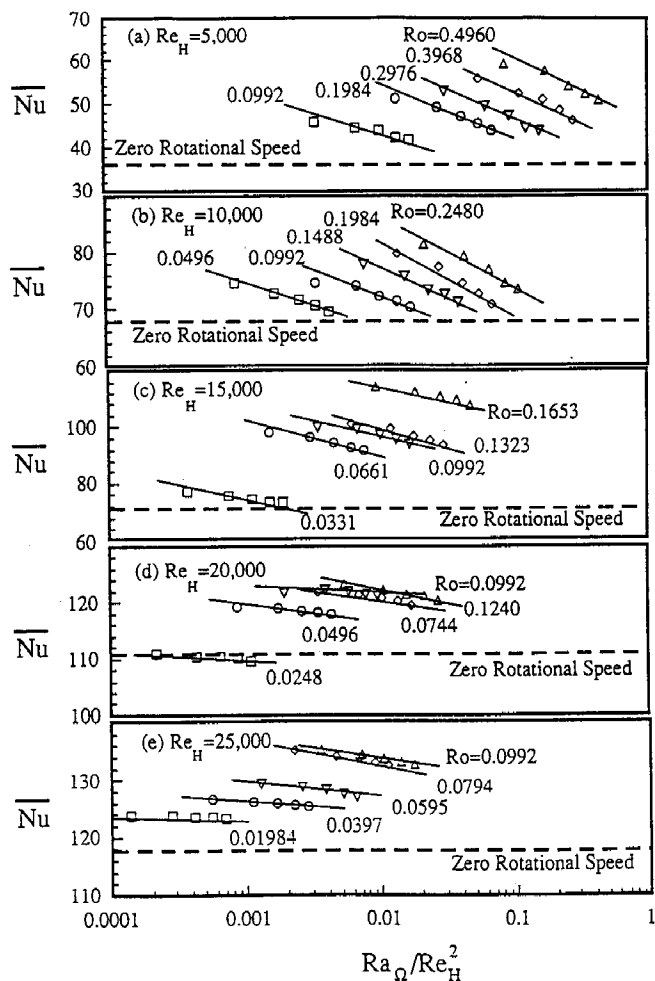 70
60
50
40
30
Nu
(a) Re_H=5,000
Ro=0.4960
0.3968
0.2976
0.1984
0.0992
Zero Rotational Speed
80
70
60
Nu
(b) Re_H=10,000
Ro=0.2480
0.1984
0.1488
0.0992
0.0496
Zero Rotational Speed
100
80
60
Nu
(c) Re_H=15,000
Ro=0.1653
0.1323
0.0992
0.0661
0.0331
Zero Rotational Speed
120
110
100
Nu
(d) Re_H=20,000
Ro=0.0992
0.1240
0.0744
0.0496
0.0248
Zero Rotational Speed
130
120
110
Nu
(e) Re_H=25,000
Ro=0.0992
0.0794
0.0595
0.0397
0.01984
Zero Rotational Speed
0.0001
0.001
0.01
0.1
1
Ra_Ω/Re_H^2